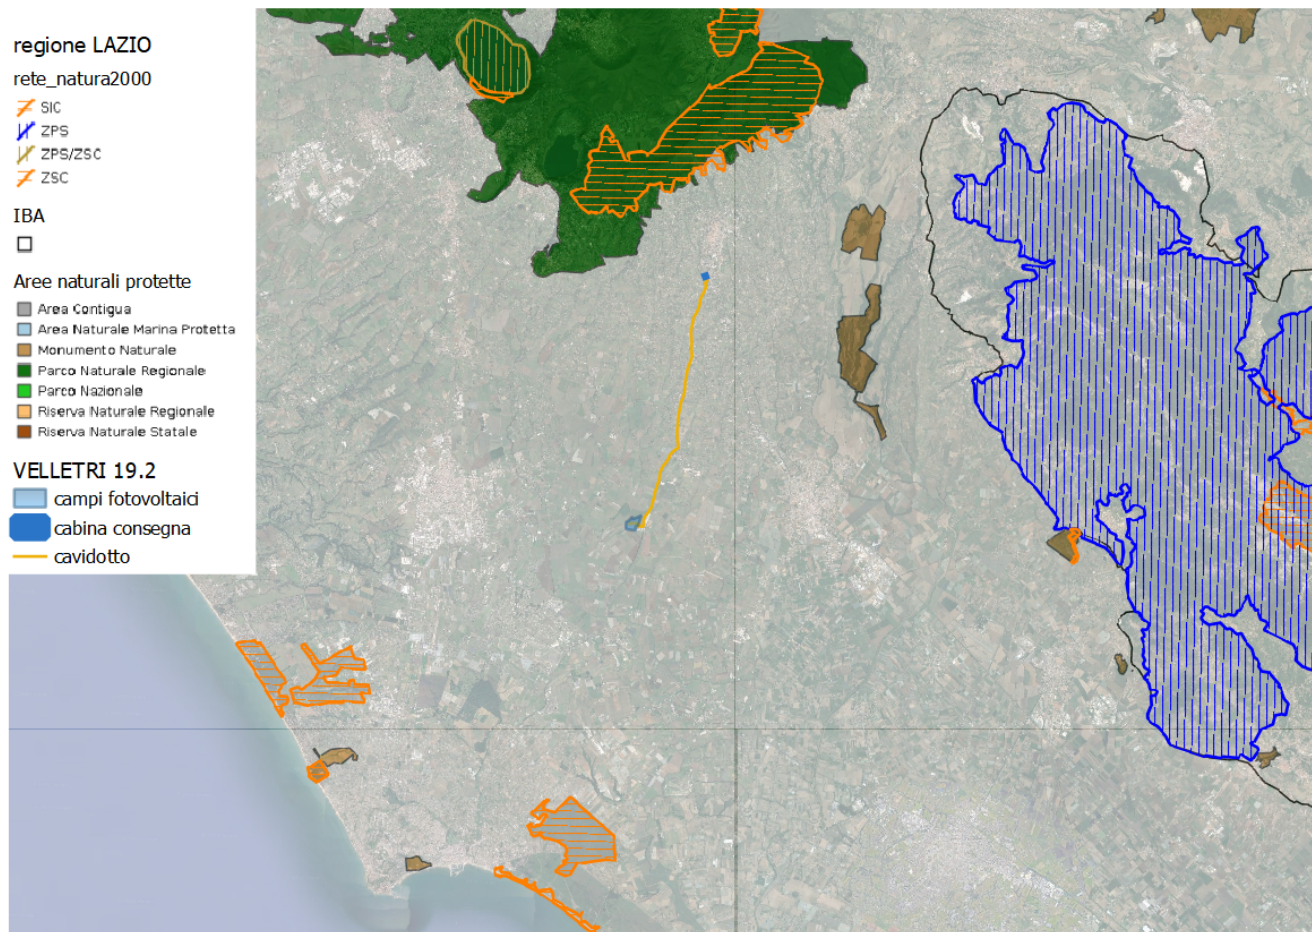 regione LAZIO
rete_natura2000
SIC
ZPS
ZPS/ZSC
ZSC
IBA
Aree naturali protette
Area Contigua
Area Naturale Marina Protetta
Monumento Naturale
Parco Naturale Regionale
Parco Nazionale
Riserva Naturale Regionale
Riserva Naturale Statale
VELLETRI 19.2
campi fotovoltaici
cabina consegna
cavidotto